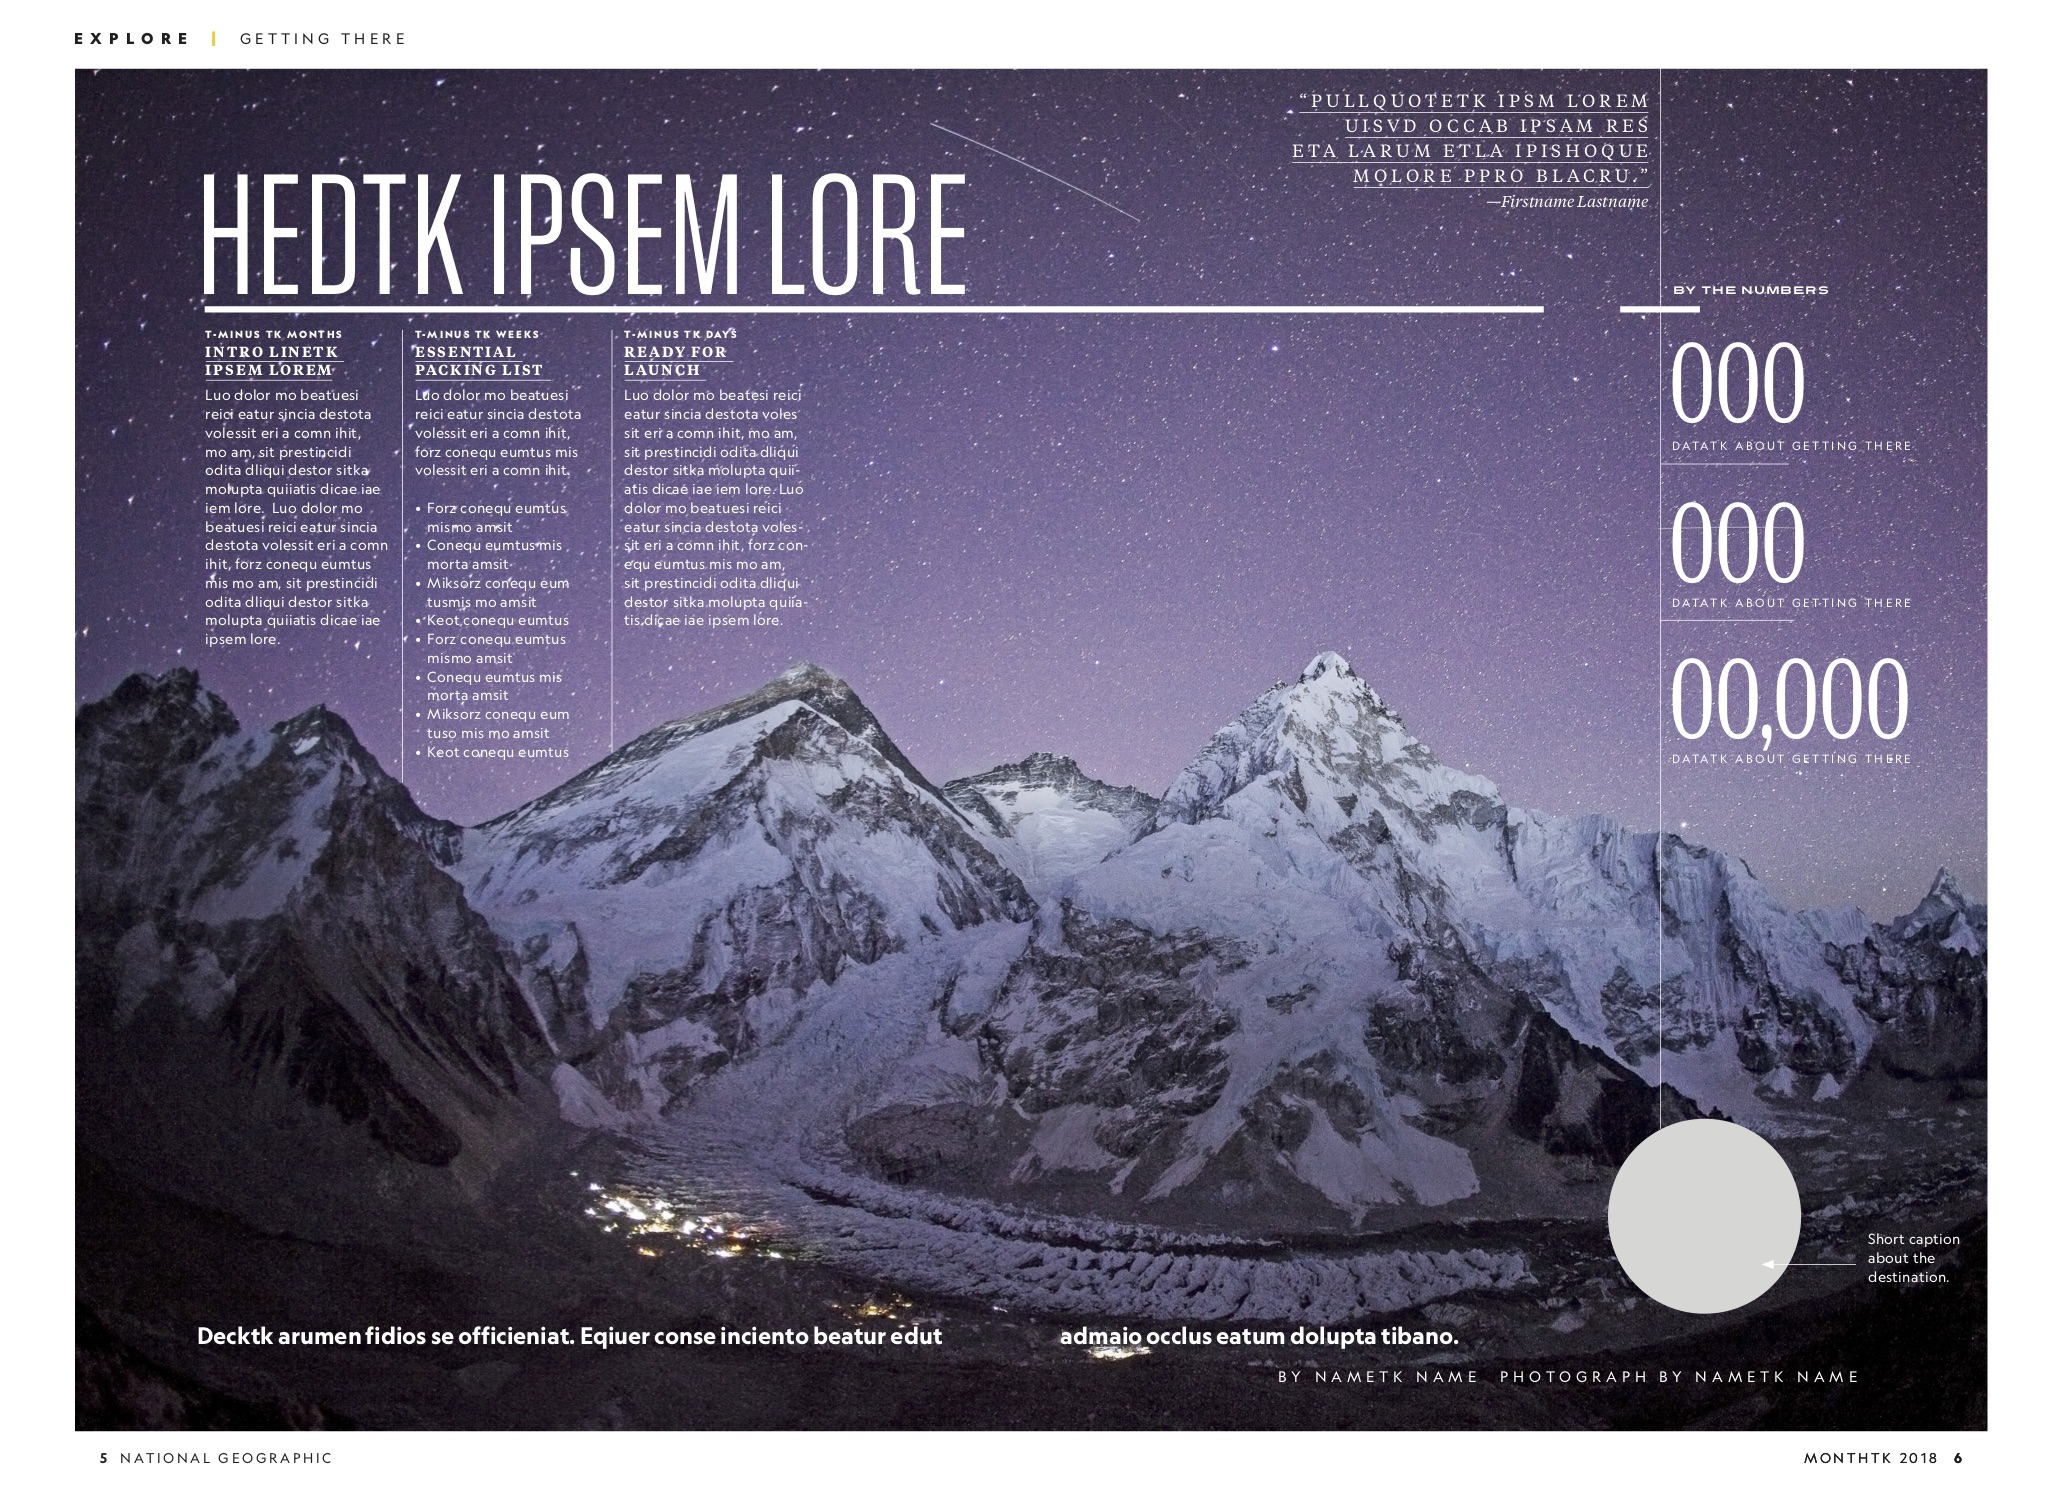 EXPLORE | GETTING THERE
“PULLQUOTETK IPSM LOREM
UISVD OCCAB IPSAM RES
ETA LARUM ETLA IPISHOQUE
MOLORE PPRO BLACRU.”
—Firstname Lastname
HEDTK IPSEM LORE
T-MINUS TK MONTHS
INTRO LINETK
IPSEM LOREM
Luo dolor mo beatuesi
reici eatur sincia destota
volessit eri a comn ihit,
mo am, sit prestincidi
odita dliqui destor sitka
molupta quiiatis dicae iae
iem lore. Luo dolor mo
beatuesi reici eatur sincia
destota volessit eri a comn
ihit, forz conequ eumtus
mis mo am, sit prestincidi
odita dliqui destor sitka
molupta quiiatis dicae iae
ipsem lore.
T-MINUS TK WEEKS
ESSENTIAL
PACKING LIST
Luo dolor mo beatuesi
reici eatur sincia destota
volessit eri a comn ihit,
forz conequ eumtus mis
volessit eri a comn ihit.
• Forz conequ eumtus
mismo amsit
• Conequ eumtus mis
morta amsit
• Miksorz conequ eum
tusmis mo amsit
• Keot conequ eumtus
• Forz conequ eumtus
mismo amsit
• Conequ eumtus mis
morta amsit
• Miksorz conequ eum
tuso mis mo amsit
• Keot conequ eumtus
T-MINUS TK DAYS
READY FOR
LAUNCH
Luo dolor mo beatesi reici
eatur sincia destota voles
sit eri a comn ihit, mo am,
sit prestincidi odita dliqui
destor sitka molupta quii-
atis dicae iae iem lore. Luo
dolor mo beatuesi reici
eatur sincia destota voles-
sit eri a comn ihit, forz con-
equ eumtus mis mo am,
sit prestincidi odita dliqui
destor sitka molupta quiia-
tis dicae iae ipsem lore.
BY THE NUMBERS
000
DATATK ABOUT GETTING THERE
000
DATATK ABOUT GETTING THERE
00,000
DATATK ABOUT GETTING THERE
Short caption
about the
destination.
Decktk arumen fidios se officieniat. Eqiuer conse inciento beatur edut admaio occlus eatum dolupta tibano.
BY NAMETK NAME PHOTOGRAPH BY NAMETK NAME
5 NATIONAL GEOGRAPHIC
MONTHTK 2018 6